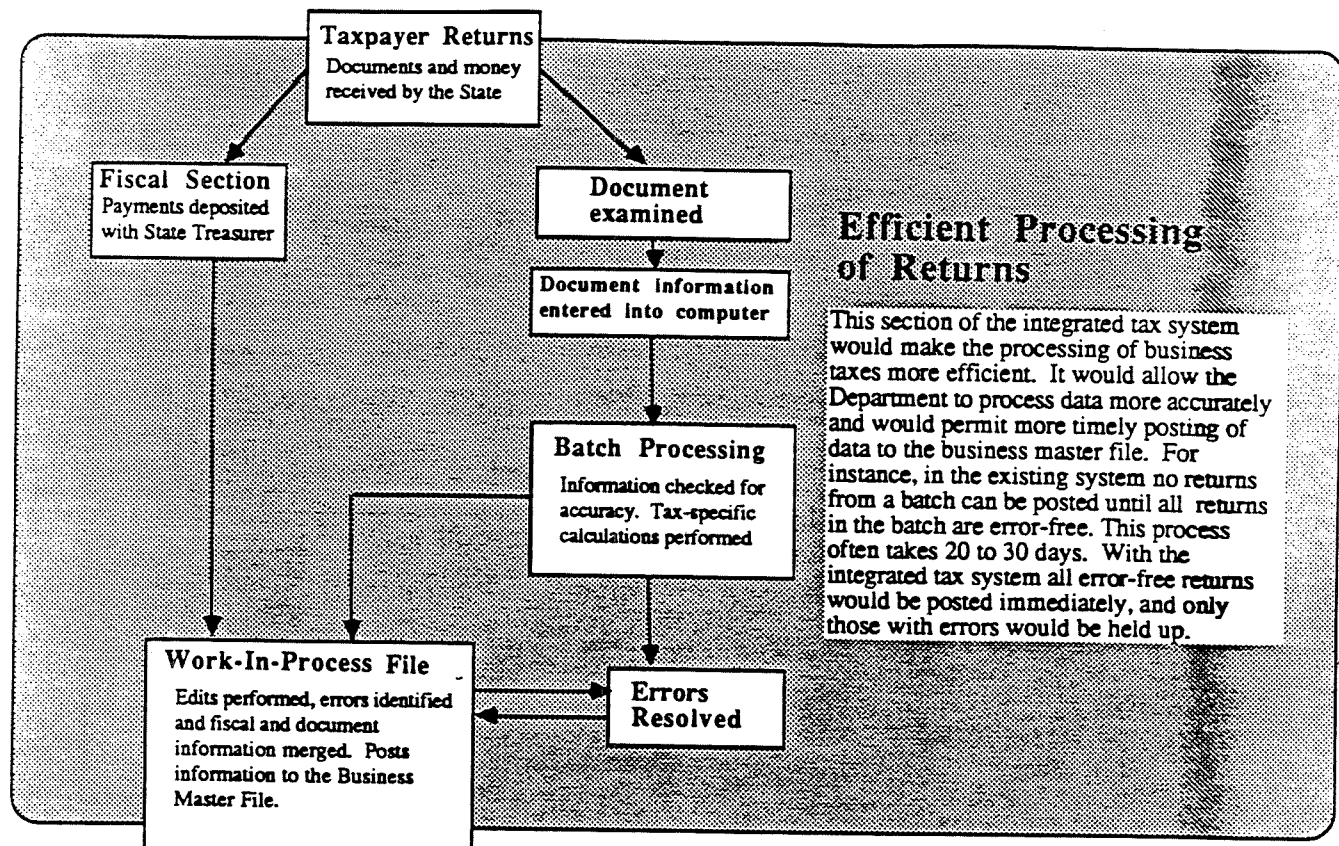 Taxpayer Returns
Documents and money
received by the State
Fiscal Section
Payments deposited
with State Treasurer
Document
examined
Document information
entered into computer
Batch Processing
Information checked for
accuracy. Tax-specific
calculations performed
Work-In-Process File
Edits performed, errors identified
and fiscal and document
information merged. Posts
information to the Business
Master File.
Errors
Resolved
Efficient Processing
of Returns
This section of the integrated tax system
would make the processing of business
taxes more efficient. It would allow the
Department to process data more accurately
and would permit more timely posting of
data to the business master file. For
instance, in the existing system no returns
from a batch can be posted until all returns
in the batch are error-free. This process
often takes 20 to 30 days. With the
integrated tax system all error-free returns
would be posted immediately, and only
those with errors would be held up.